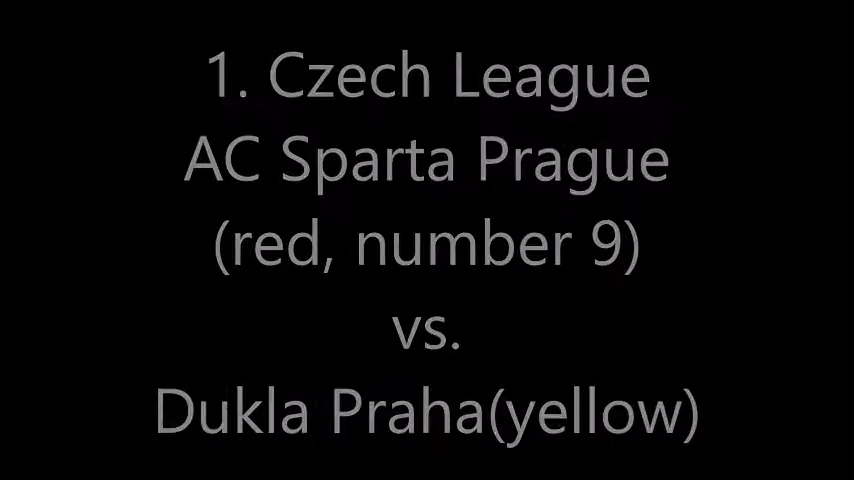 1. Czech League
AC Sparta Prague
(red, number 9)
vs.
Dukla Praha(yellow)